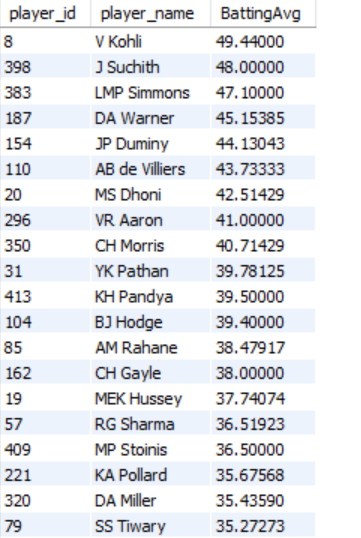 player_id player_name BattingAvg
8 V Kohli 49.44000
398 J Suchith 48.00000
383 LMP Simmons 47.10000
187 DA Warner 45.15385
154 JP Duminy 44.13043
110 AB de Villiers 43.73333
20 MS Dhoni 42.51429
296 VR Aaron 41.00000
350 CH Morris 40.71429
31 YK Pathan 39.78125
413 KH Pandya 39.50000
104 BJ Hodge 39.40000
85 AM Rahane 38.47917
162 CH Gayle 38.00000
19 MEK Hussey 37.74074
57 RG Sharma 36.51923
409 MP Stoinis 36.50000
221 KA Pollard 35.67568
320 DA Miller 35.43590
79 SS Tiwary 35.27273